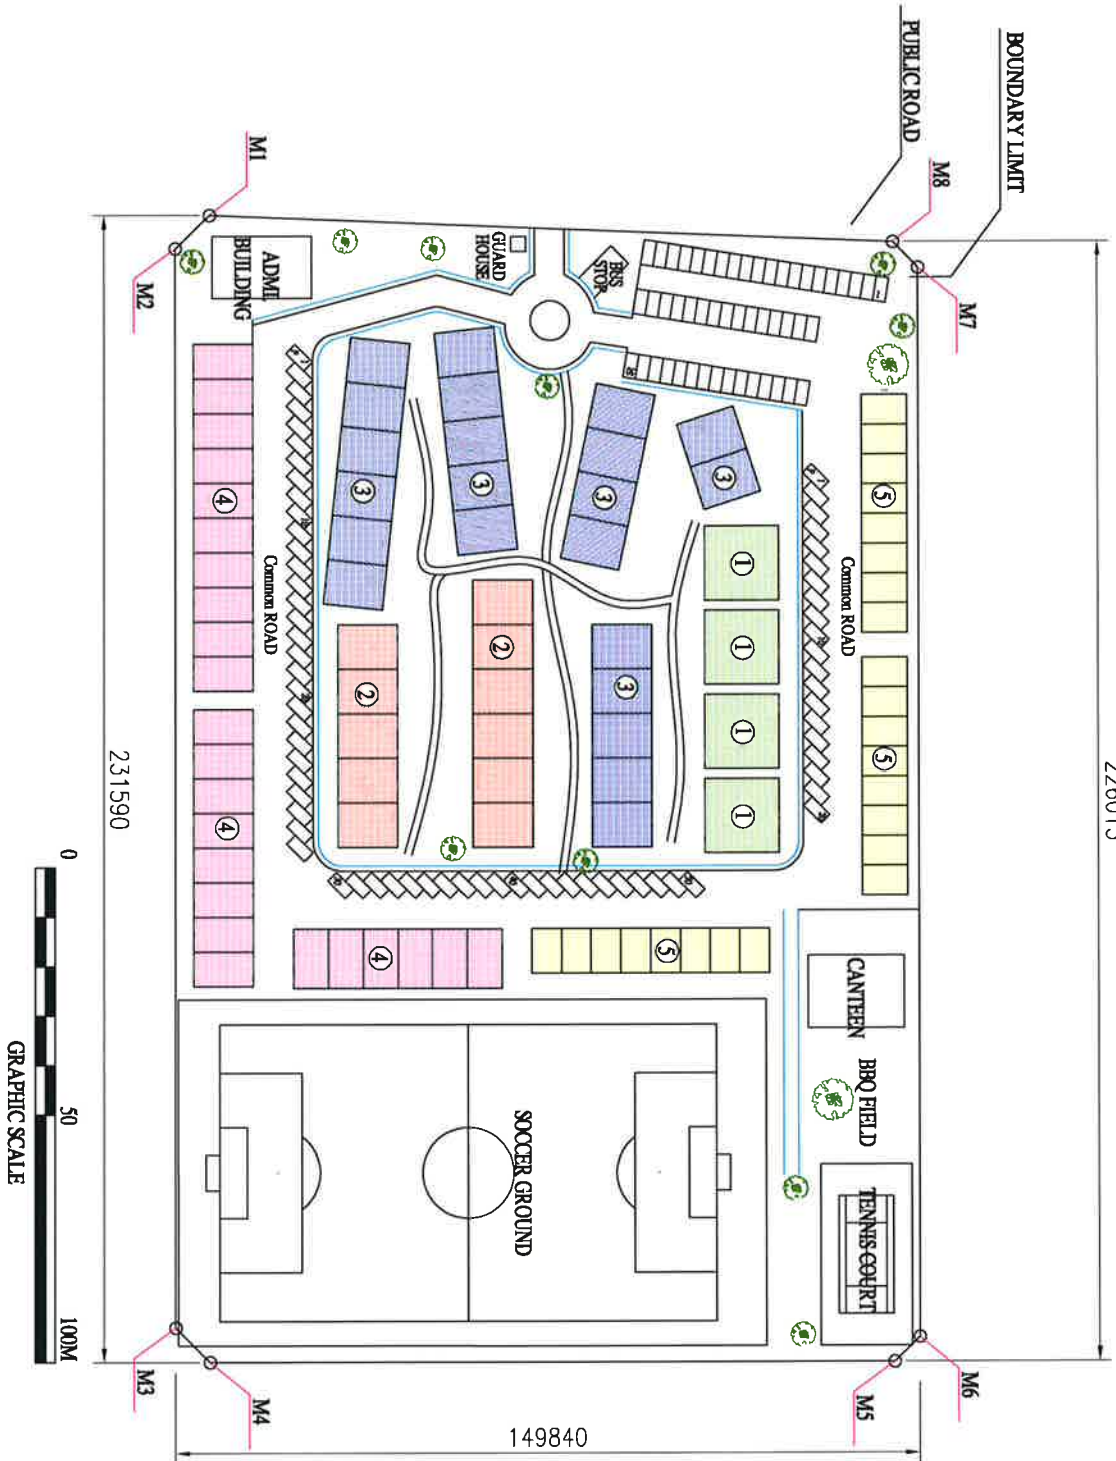 BOUNDARY LIMIT
PUBLIC ROAD
M8
M7
M1
M2
ADMI.
BUILDING
GUARD
HOUSE
BUS
STOP
Common ROAD
Common ROAD
3
3
3
3
3
1
1
1
1
2
2
4
4
4
5
5
5
CANTEEN
BBQ FIELD
TENNIS COURT
SOCCER GROUND
M6
M5
M4
M3
231590
149840
0
50
100M
GRAPHIC SCALE